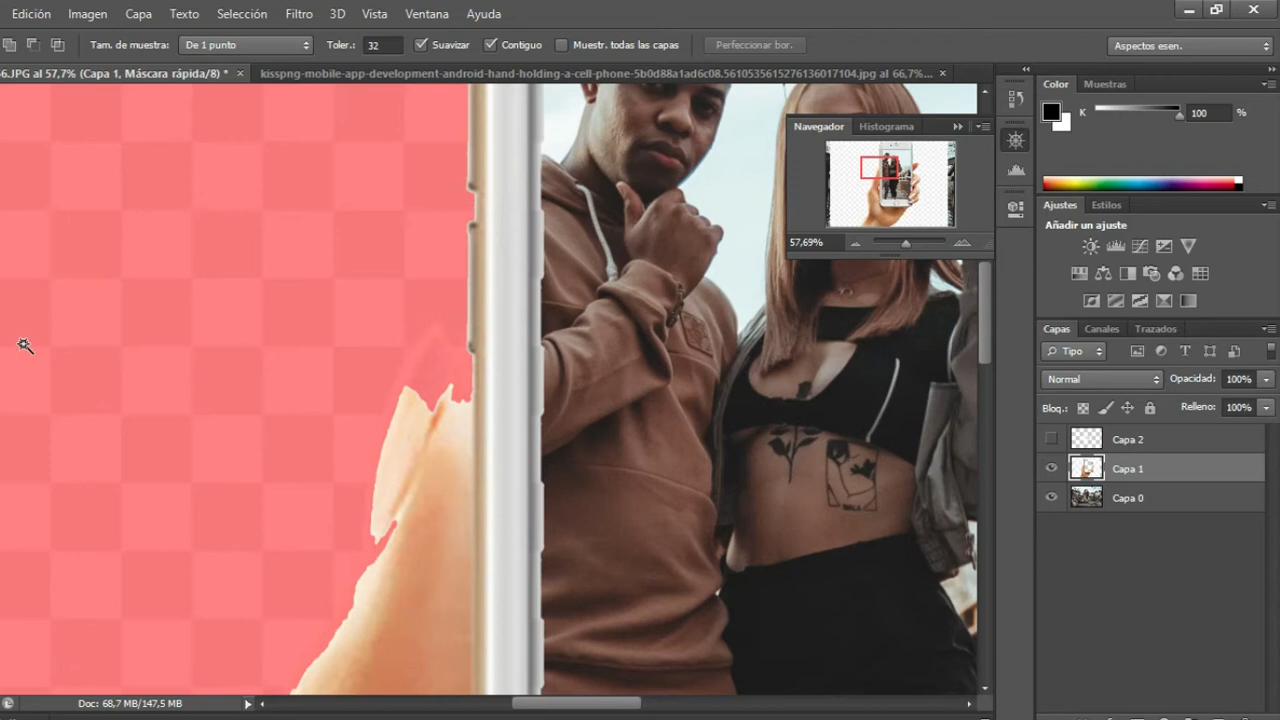 Edición Imagen Capa Texto Selección Filtro 3D Vista Ventana Ayuda
Tam. de muestra: De 1 punto Toler.: 32 Suavizar Contiguo Muestr. todas las capas Perfeccionar bor. Aspectos esen.
6.JPG al 57,7% (Capa 1, Máscara rápida/8) * × kisspng-mobile-app-development-android-hand-holding-a-cell-phone-5b0d88a1ad6c08.5610535615276136017104.jpg al 66,7%... ×
Color Muestras
K 100 %
Navegador Histograma
57,69%
Ajustes Estilos
Añadir un ajuste
Capas Canales Trazados
Tipo
Normal Opacidad: 100%
Bloq.: Relleno: 100%
Capa 2
Capa 1
Capa 0
Doc: 68,7 MB/147,5 MB